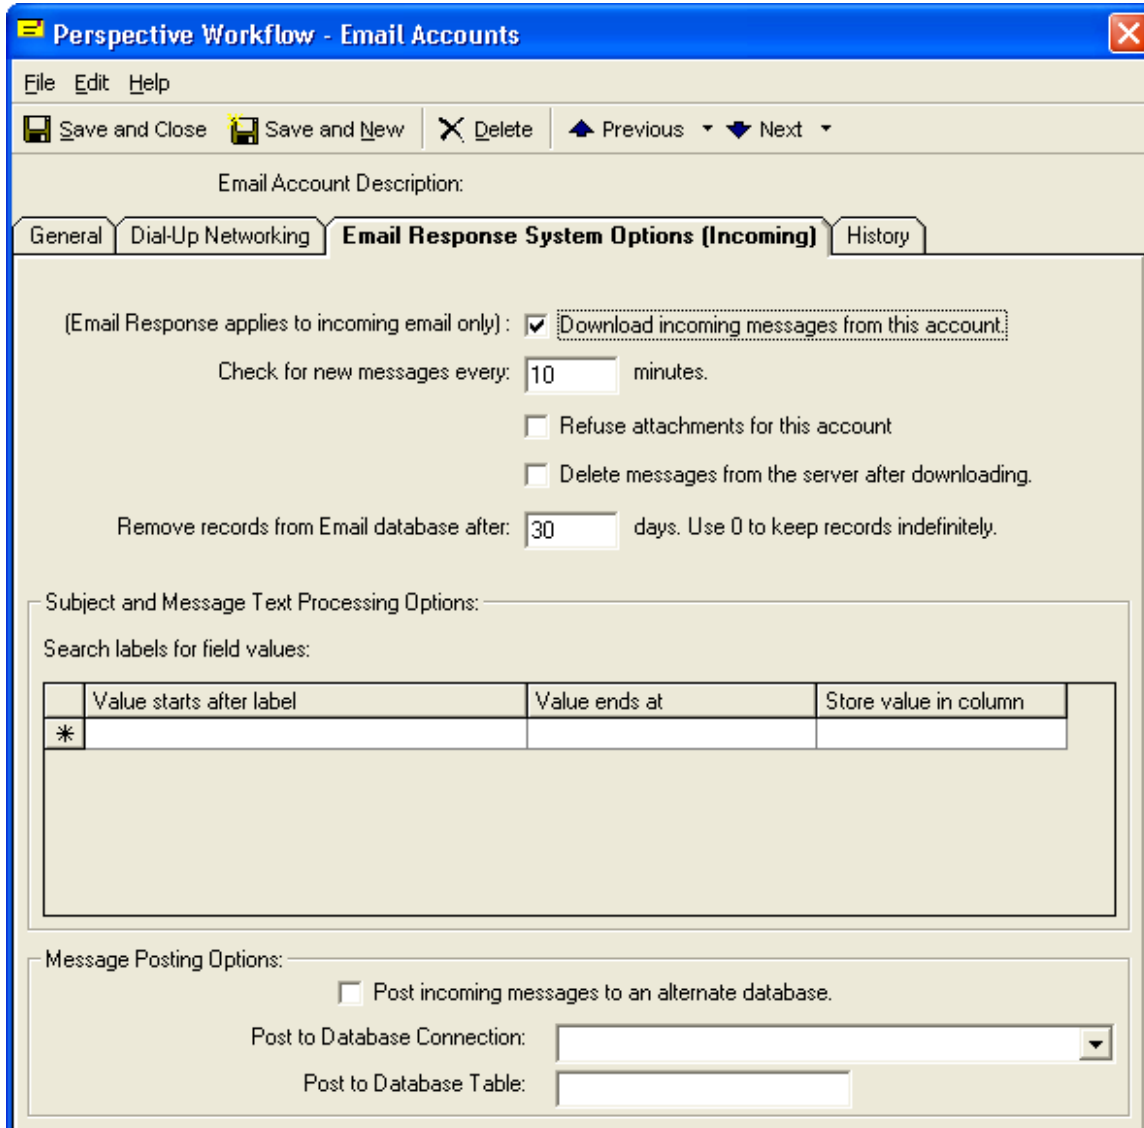 Perspective Workflow - Email Accounts
File Edit Help
Save and Close Save and New Delete Previous Next
Email Account Description:
General Dial-Up Networking Email Response System Options (Incoming) History
(Email Response applies to incoming email only) : Download incoming messages from this account.
Check for new messages every: 10 minutes.
Refuse attachments for this account
Delete messages from the server after downloading.
Remove records from Email database after: 30 days. Use 0 to keep records indefinitely.
Subject and Message Text Processing Options:
Search labels for field values:
Value starts after label Value ends at Store value in column
Message Posting Options:
Post incoming messages to an alternate database.
Post to Database Connection:
Post to Database Table: